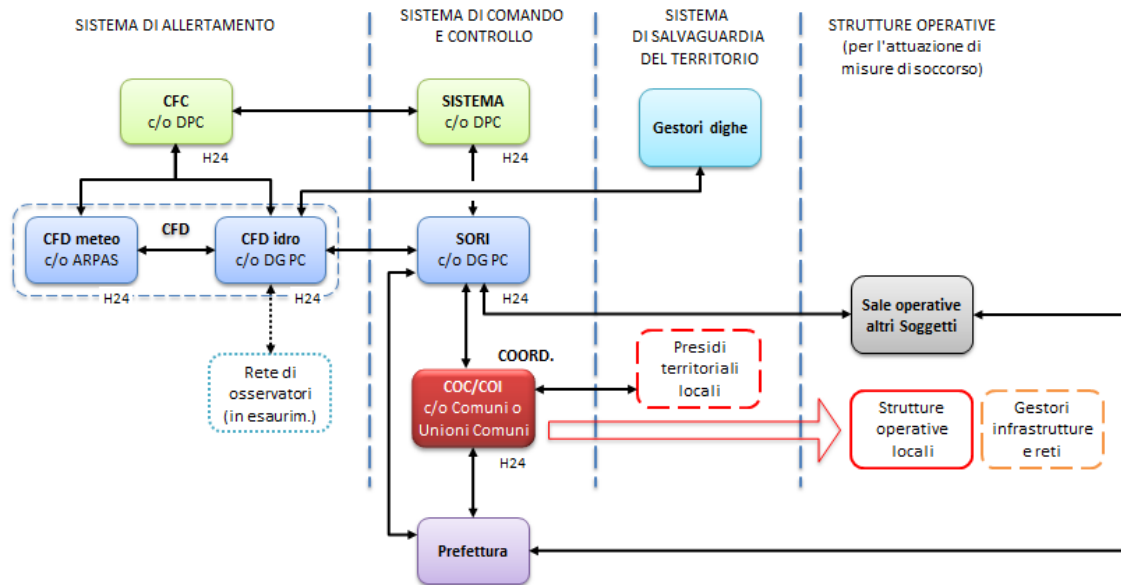 SISTEMA DI ALLERTAMENTO
SISTEMA DI COMANDO
E CONTROLLO
SISTEMA
DI SALVAGUARDIA
DEL TERRITORIO
STRUTTURE OPERATIVE
(per l'attuazione di
misure di soccorso)
CFC
c/o DPC
H24
SISTEMA
c/o DPC
H24
Gestori dighe
CFD meteo
c/o ARPAS
H24
CFD
CFD idro
c/o DG PC
H24
SORI
c/o DG PC
H24
Sale operative
altri Soggetti
Rete di
osservatori
(in esaurim.)
COORD.
COC/COI
c/o Comuni o
Unioni Comuni
H24
Presidi
territoriali
locali
Strutture
operative
locali
Gestori
infrastrutture
e reti
Prefettura